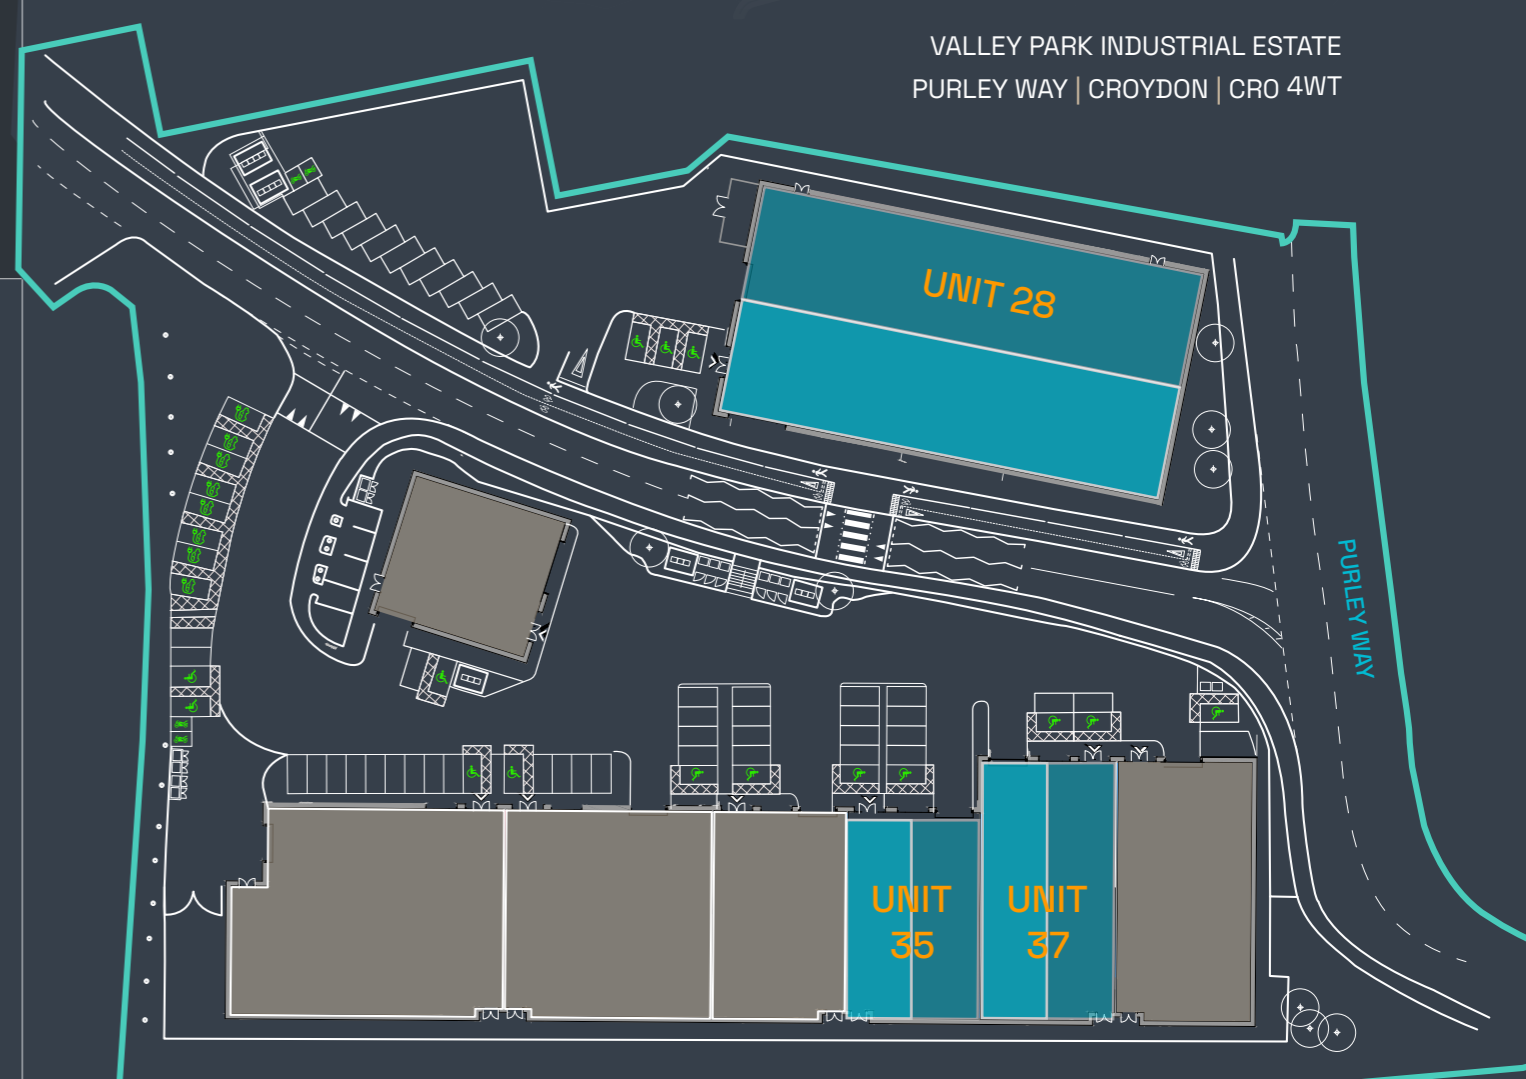 VALLEY PARK INDUSTRIAL ESTATE
PURLEY WAY | CROYDON | CR0 4WT
UNIT 28
PURLEY WAY
UNIT
35
UNIT
37